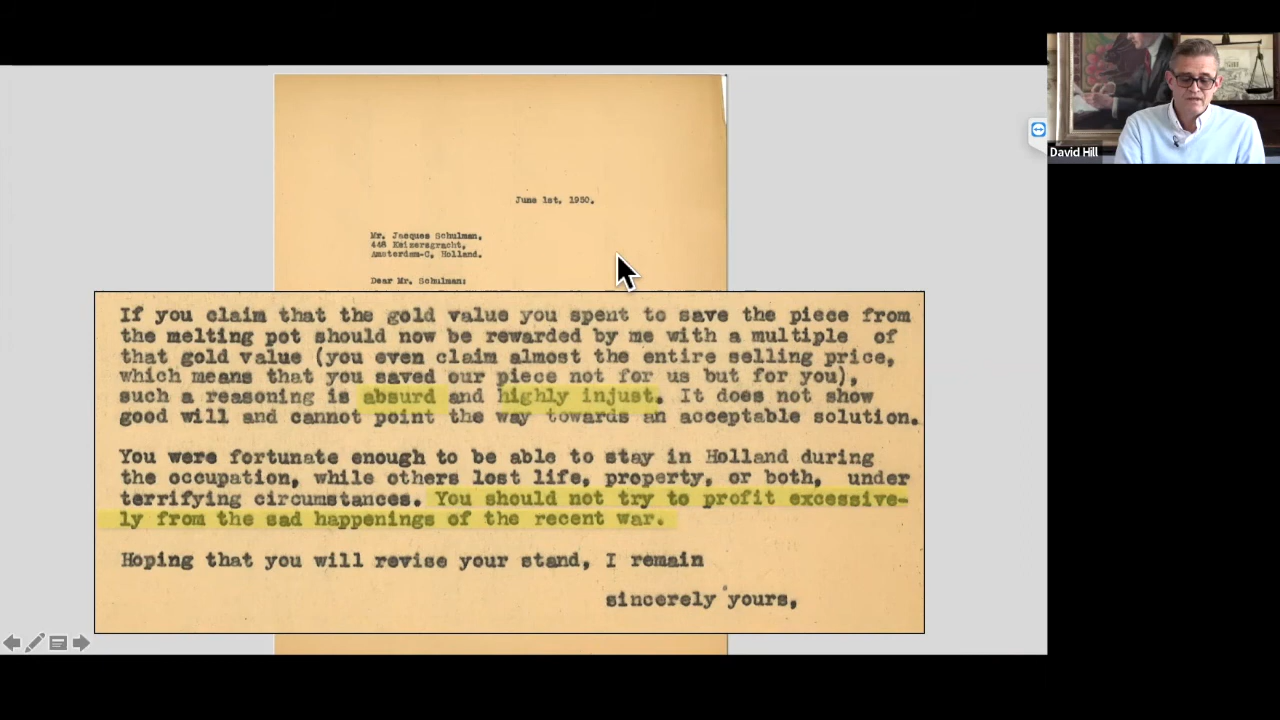 June 1st, 1950.
Mr. Jacques Schulman,
448 Keizersgracht,
Amsterdam-C, Holland.
Dear Mr. Schulman:
If you claim that the gold value you spent to save the piece from
the melting pot should now be rewarded by me with a multiple of
that gold value (you even claim almost the entire selling price,
which means that you saved our piece not for us but for you),
such a reasoning is absurd and highly injust. It does not show
good will and cannot point the way towards an acceptable solution.
You were fortunate enough to be able to stay in Holland during
the occupation, while others lost life, property, or both, under
terrifying circumstances. You should not try to profit excessive-
ly from the sad happenings of the recent war.
Hoping that you will revise your stand, I remain
sincerely yours,
David Hill